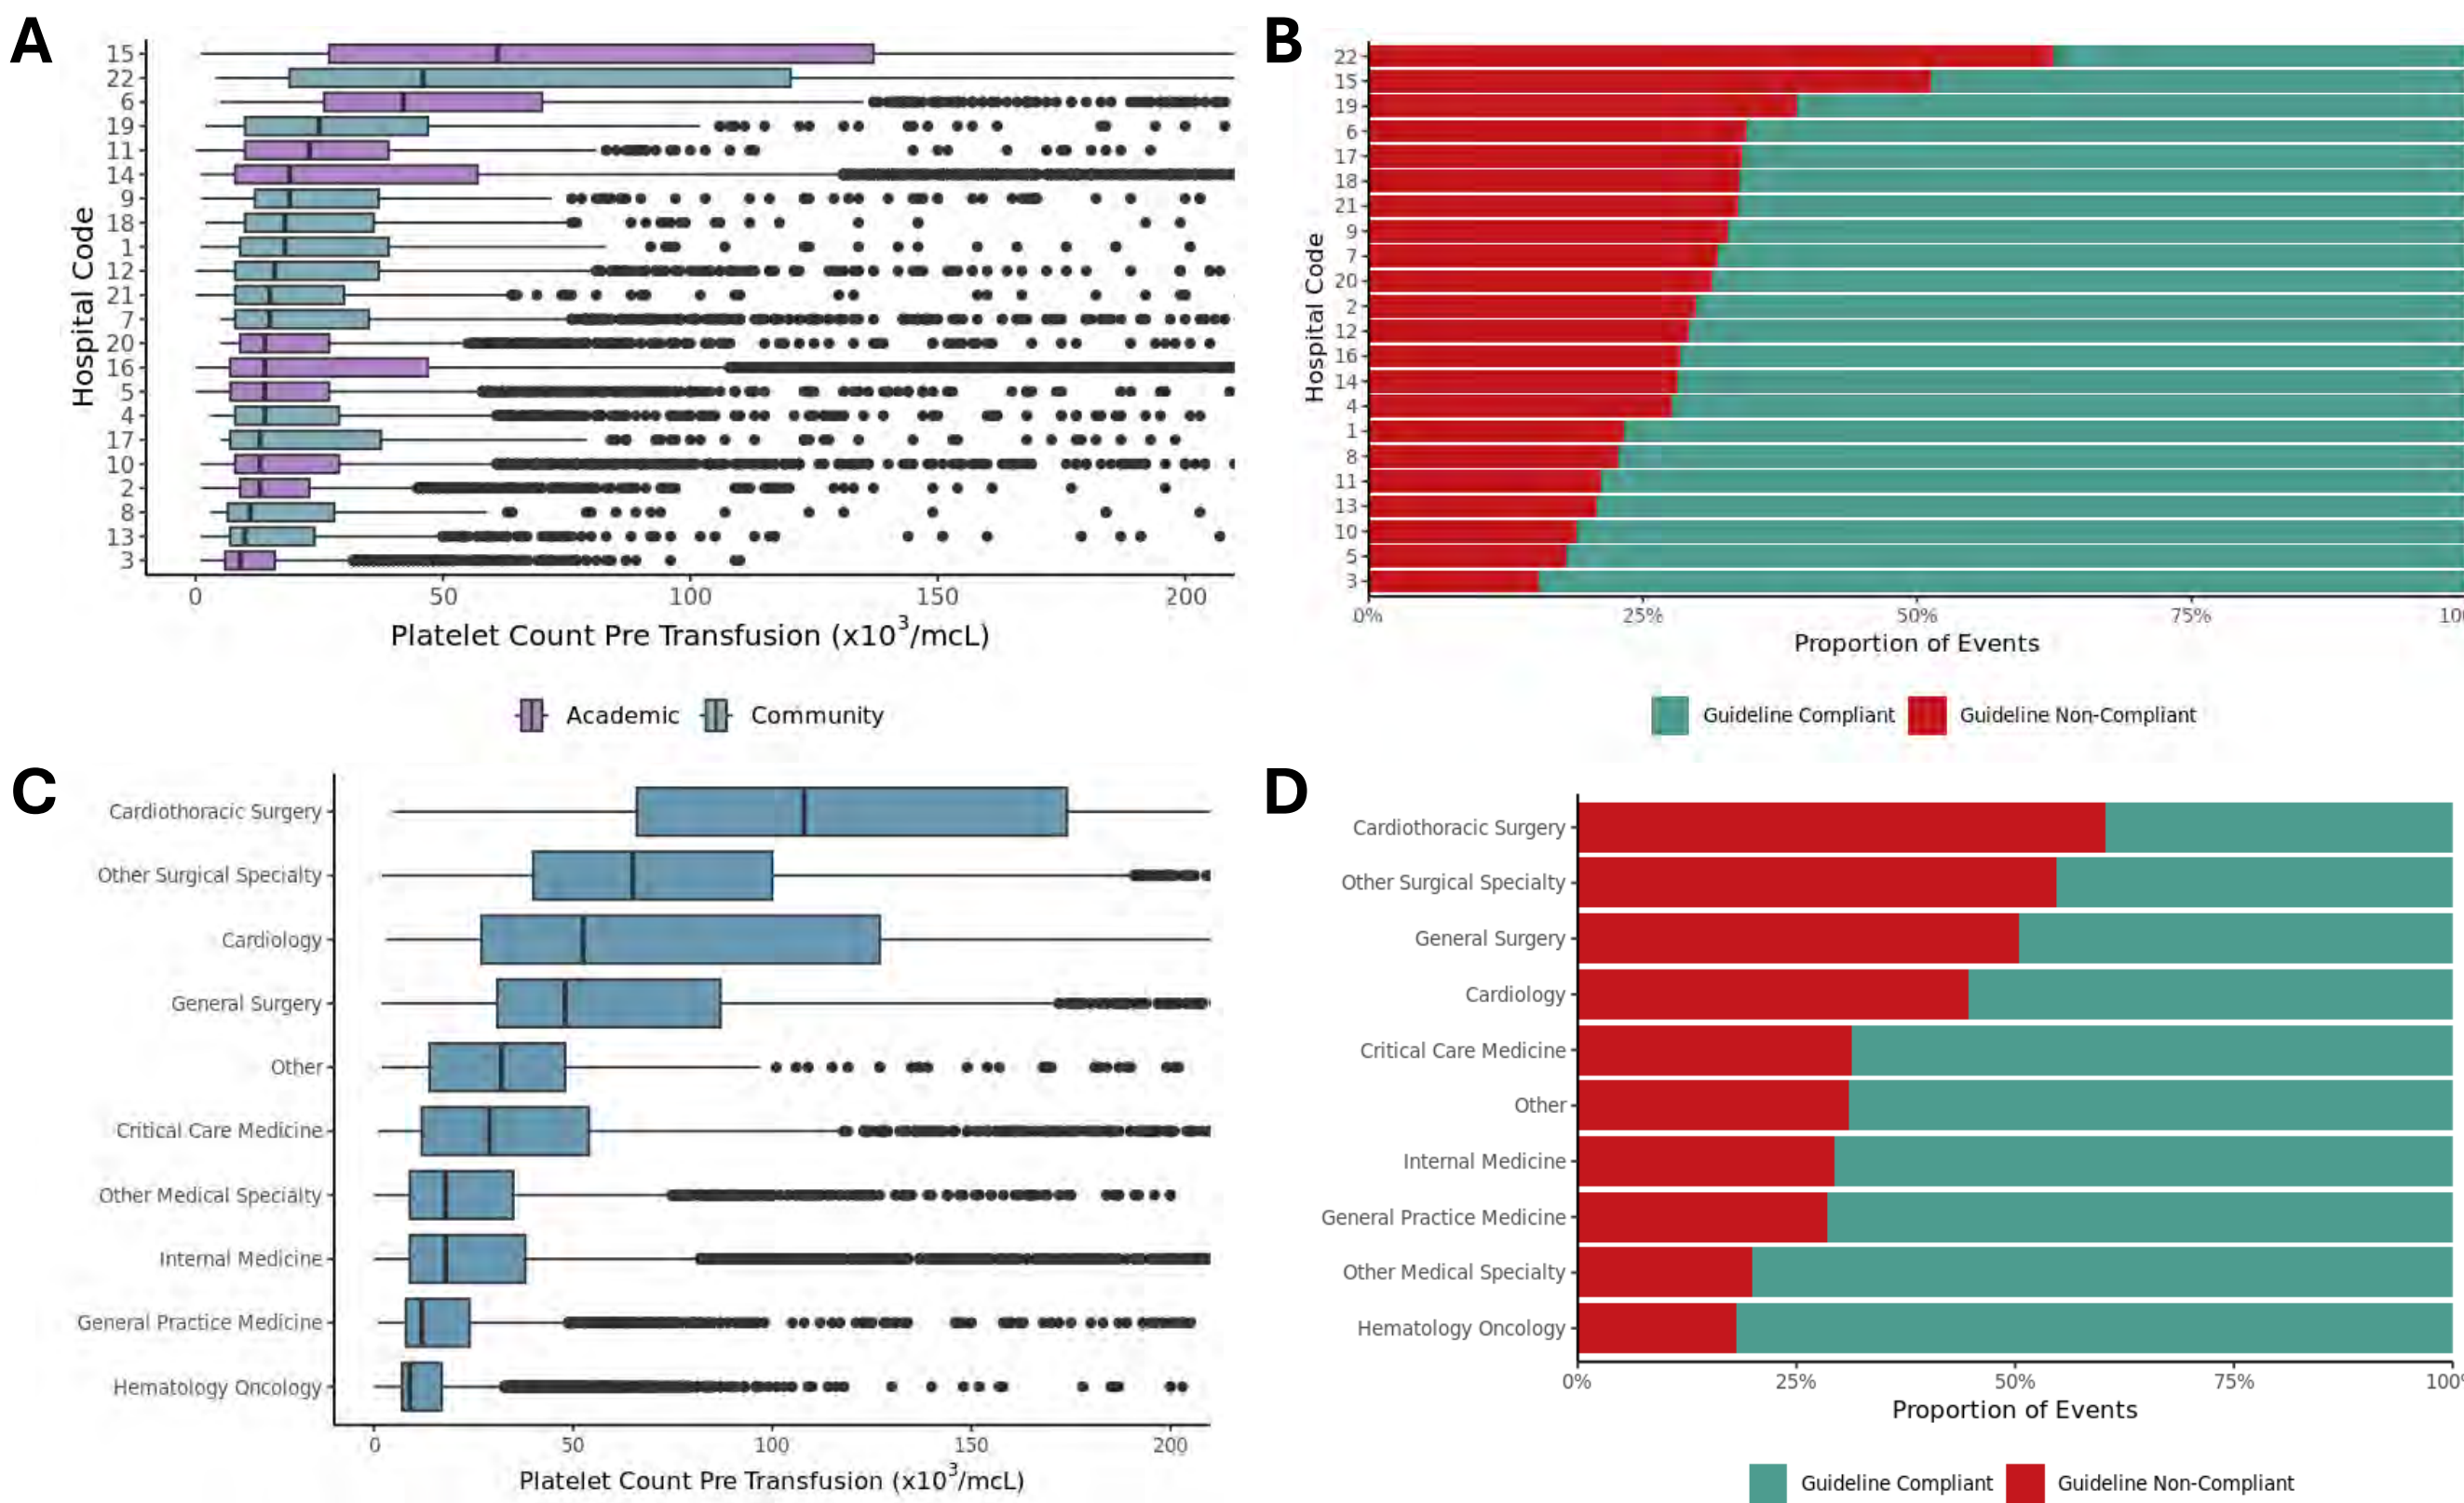 A
Hospital Code
15
22
6
19
11
14
9
18
1
12
21
7
20
16
5
4
17
10
2
8
13
3
0 50 100 150 200
Platelet Count Pre Transfusion (x10³/mcL)
Academic Community
B
Hospital Code
22
15
19
6
17
18
21
9
7
20
2
12
16
14
4
1
8
11
13
10
5
3
0% 25% 50% 75% 100
Proportion of Events
Guideline Compliant Guideline Non-Compliant
C
Cardiothoracic Surgery
Other Surgical Specialty
Cardiology
General Surgery
Other
Critical Care Medicine
Other Medical Specialty
Internal Medicine
General Practice Medicine
Hematology Oncology
0 50 100 150 200
Platelet Count Pre Transfusion (x10³/mcL)
D
Cardiothoracic Surgery
Other Surgical Specialty
General Surgery
Cardiology
Critical Care Medicine
Other
Internal Medicine
General Practice Medicine
Other Medical Specialty
Hematology Oncology
0% 25% 50% 75% 100%
Proportion of Events
Guideline Compliant Guideline Non-Compliant